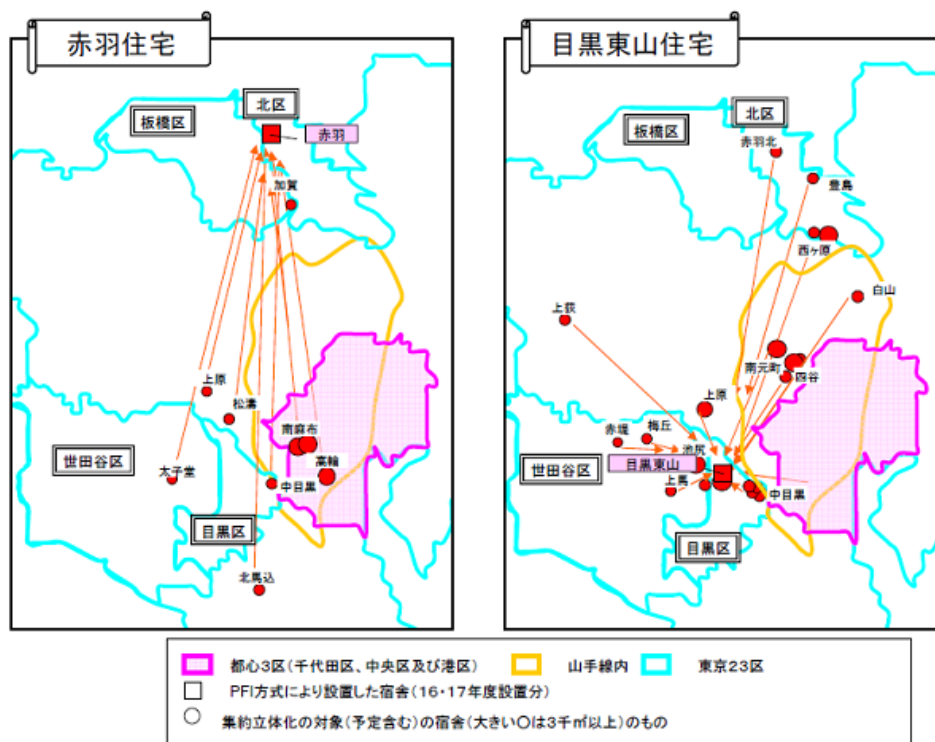 赤羽住宅
北区
板橋区
赤羽
加賀
上原
松濤
南麻布
高輪
世田谷区
太子堂
中目黒
目黒区
北馬込
目黒東山住宅
北区
板橋区
赤羽北
豊島
西ヶ原
白山
上荻
南元町
四谷
上原
赤堤
梅丘
池尻
目黒東山
世田谷区
上馬
中目黒
目黒区
都心3区(千代田区、中央区及び港区)
山手線内
東京23区
PFI方式により設置した宿舎(16・17年度設置分)
集約立体化の対象(予定含む)の宿舎(大きい○は3千㎡以上)のもの